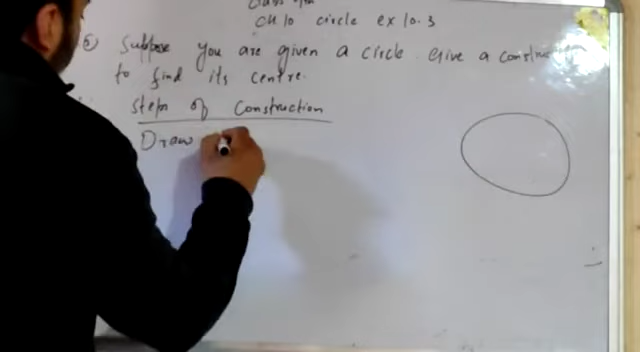 CH 10 circle ex 10.3
Suppose you are given a circle. Give a construction
to find its centre.
Steps of Construction
Draw